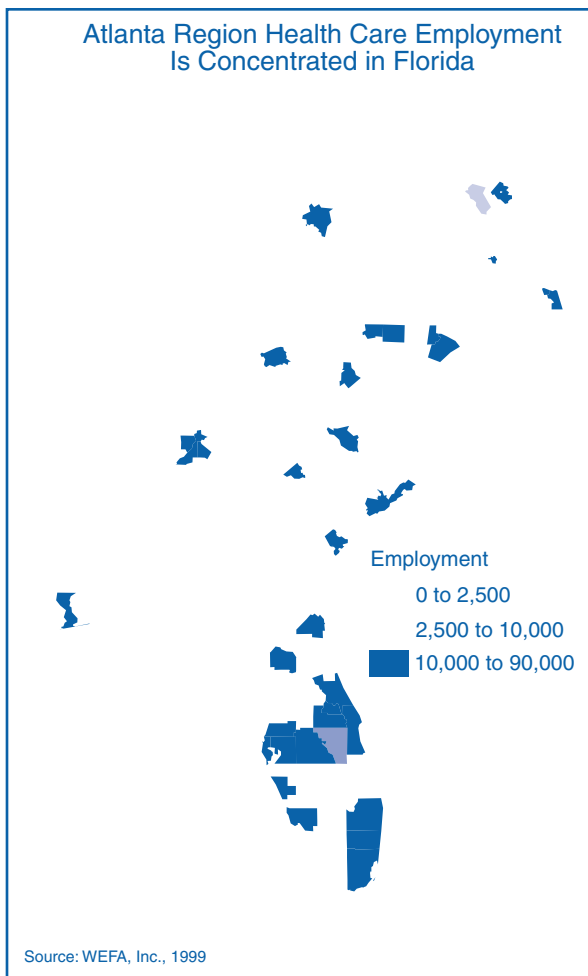 Atlanta Region Health Care Employment
Is Concentrated in Florida
Employment
0 to 2,500
2,500 to 10,000
10,000 to 90,000
Source: WEFA, Inc., 1999